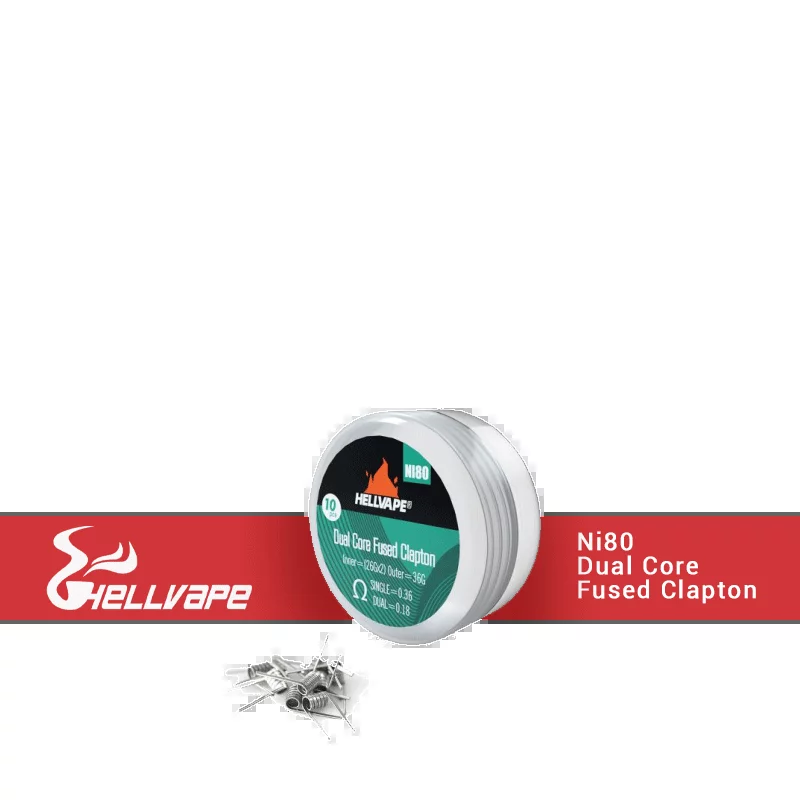 Ni80
HELLVAPE®
10
pcs
Dual Core Fused Clapton
Inner=(26Gx2) Outer=36G
Ω SINGLE=0.36
DUAL=0.18
HELLVAPE
Ni80
Dual Core
Fused Clapton